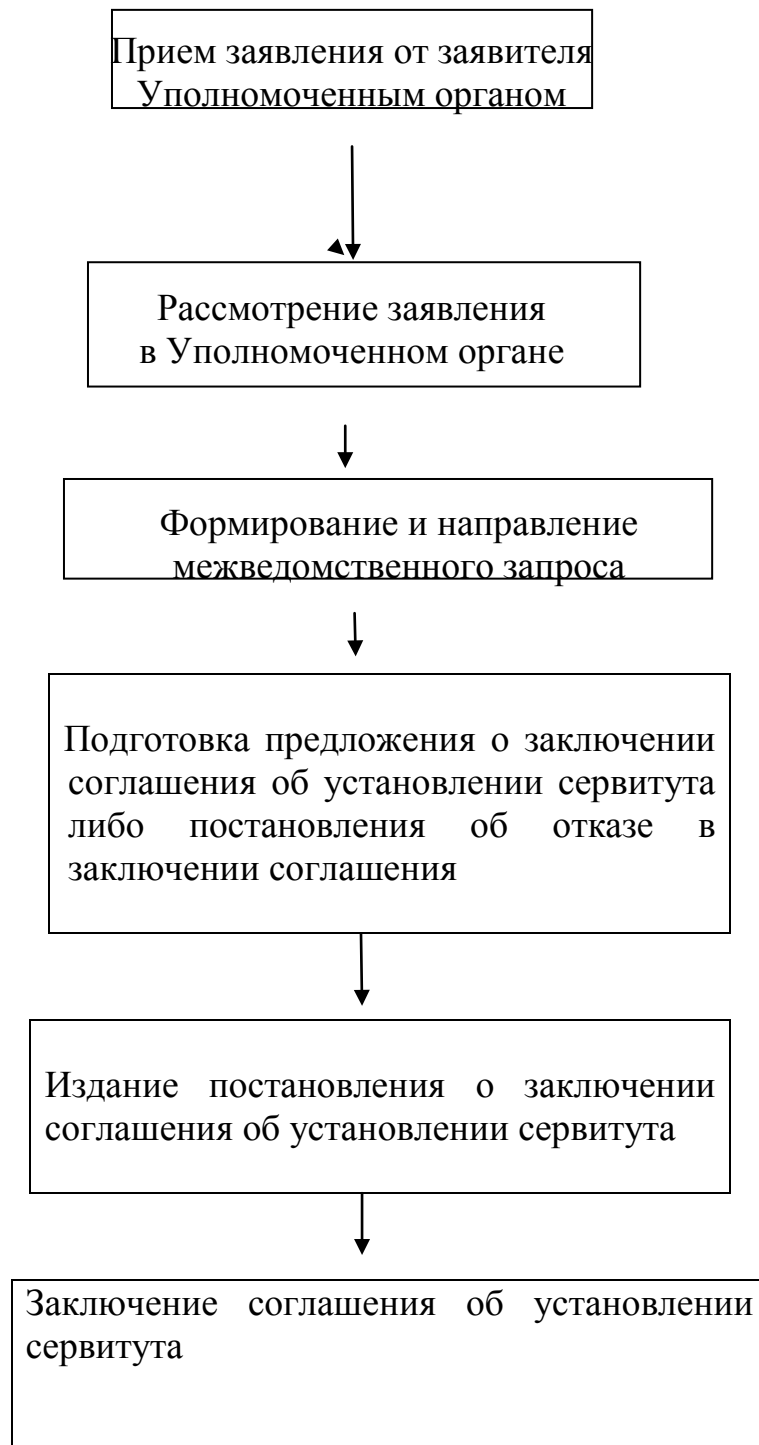 Прием заявления от заявителя
Уполномоченным органом
Рассмотрение заявления
в Уполномоченном органе
Формирование и направление
межведомственного запроса
Подготовка предложения о заключении
соглашения об установлении сервитута
либо постановления об отказе в
заключении соглашения
Издание постановления о заключении
соглашения об установлении сервитута
Заключение соглашения об установлении
сервитута